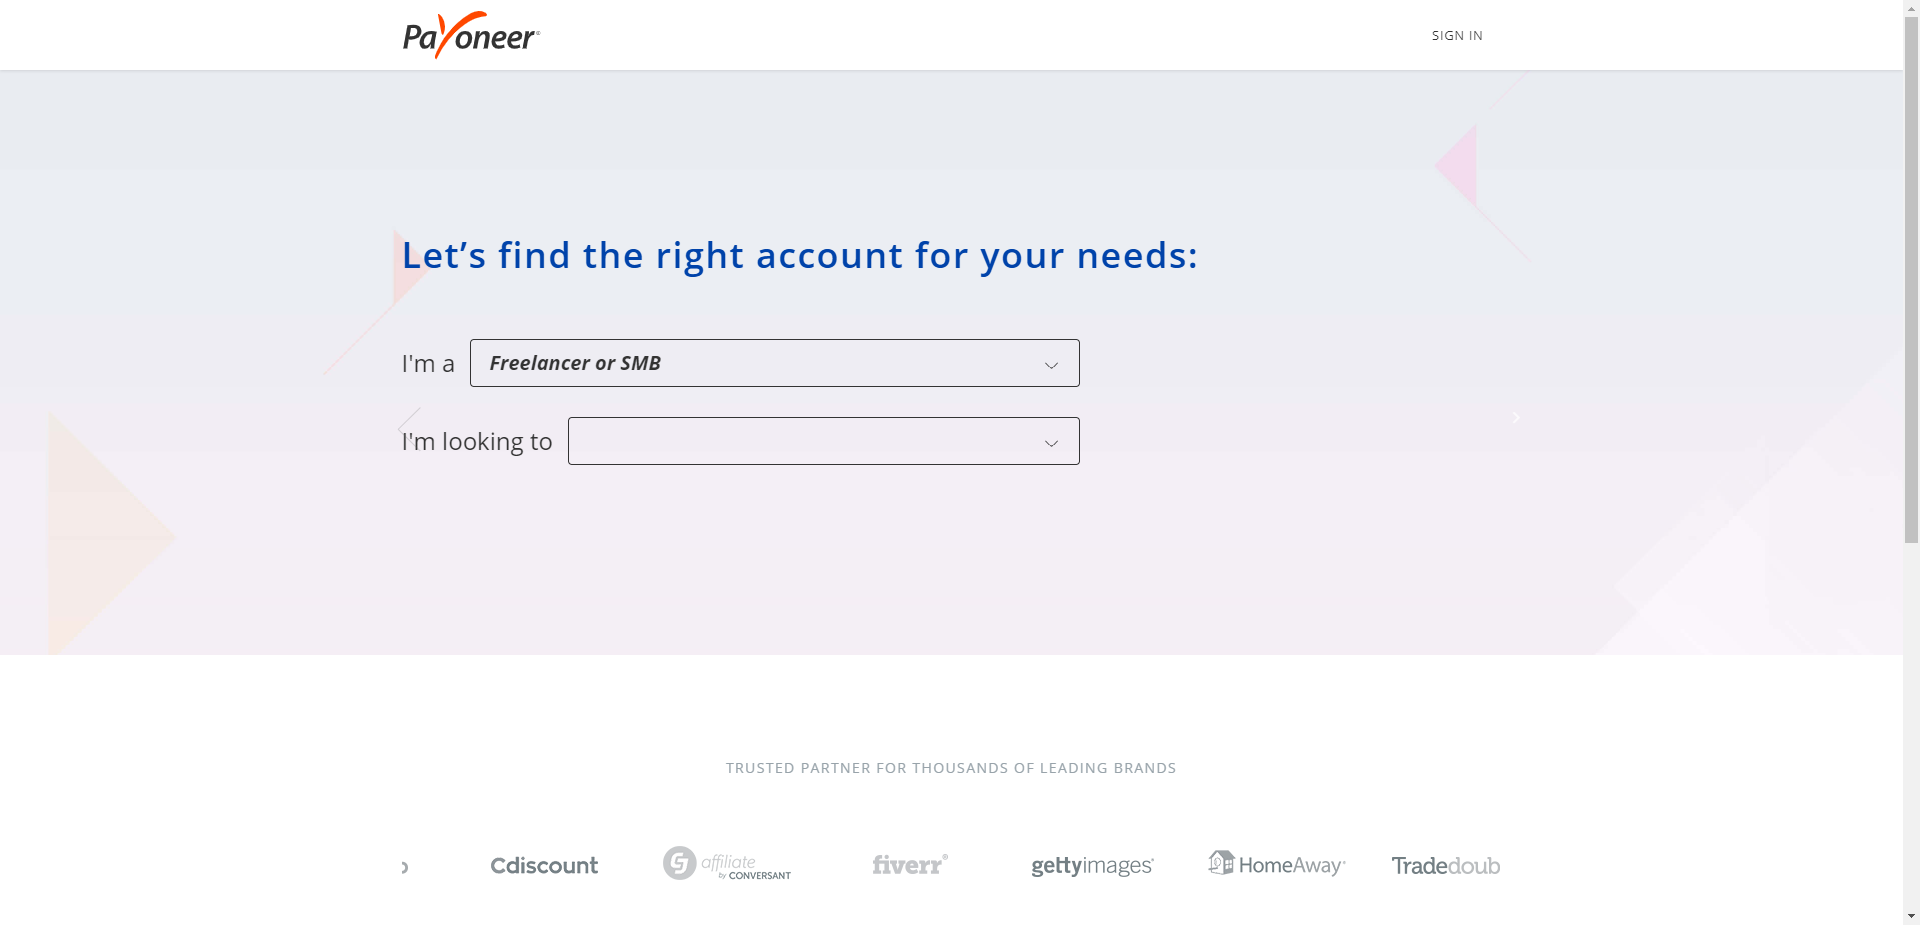 Payoneer®
SIGN IN
Let’s find the right account for your needs:
I'm a Freelancer or SMB
I'm looking to
TRUSTED PARTNER FOR THOUSANDS OF LEADING BRANDS
Cdiscount
affiliate
by CONVERSANT
fiverr®
gettyimages®
HomeAway®
Tradedoub